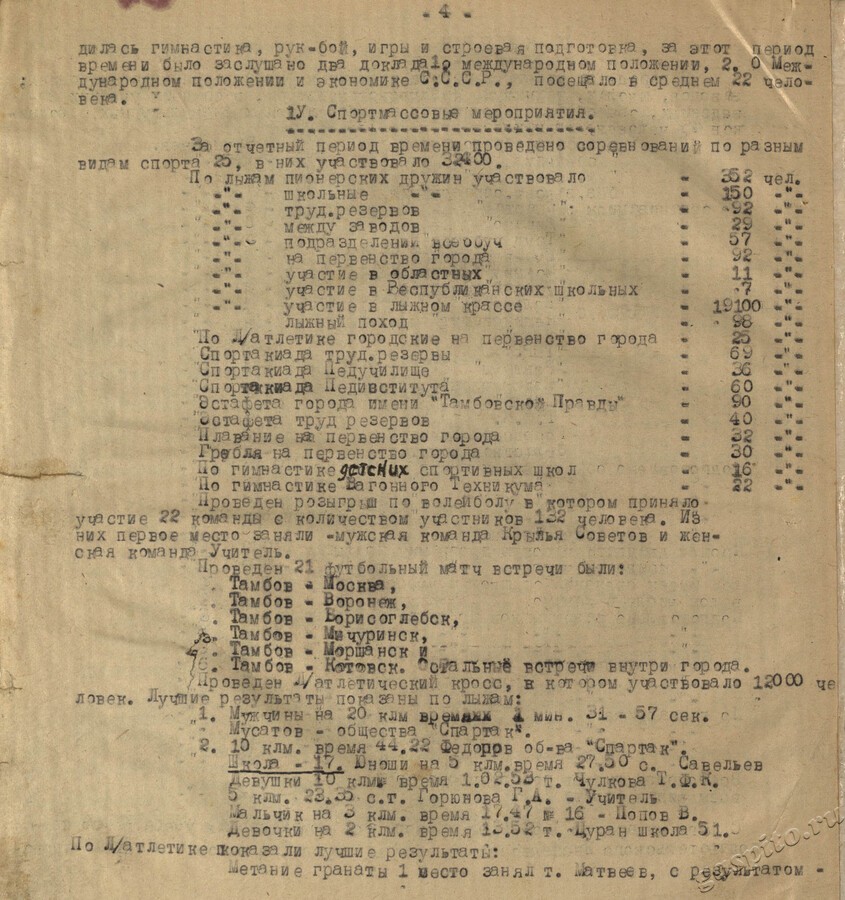 - 4 -
дилась гимнастика, рук-бой, игры и строевая подготовка, за этот период
времени было заслушано два доклада1о международном положении, 2. О Меж-
дународном положении и экономике С.С.С.Р., посещало в среднем 22 чело-
века.
1У. Спортмассовые мероприятия.
За отчетный период времени проведено соревнований по разным
видам спорта 25, в них участвовало 32400.
По лыжам пионерских дружин участвовало - 352 чел.
-"- школьные -"- - 150 -"-
-"- труд.резервов - 92 -"-
-"- между заводов - 29 -"-
-"- подразделений всеобуч - 57 -"-
-"- на первенство города - 92 -"-
-"- участие в областных - 11 -"-
-"- участие в Республиканских школьных - 7 -"-
-"- участие в лыжном крассе - 19100 -"-
лыжный поход - 98 -"-
По Л/атлетике городские на первенство города - 25 -"-
Спортакиада труд.резервы - 69 -"-
Спортакиада Педучилище - 36 -"-
Спортакиада Пединститута - 60 -"-
Эстафета города имени "Тамбовской Правды" - 90 -"-
Эстафета труд резервов - 40 -"-
Плавание на первенство города - 32 -"-
Гребля на первенство города - 30 -"-
По гимнастике детских спортивных школ - 16 -"-
По гимнастике Вагонного Техникума - 22 -"-
Проведен розыгрыш по волейболу в котором приняло
участие 22 команды с количеством участников 132 человека. Из
них первое место заняли -мужская команда Крылья Советов и жен-
ская команда Учитель.
Проведен 21 футбольный матч встречи были:
Тамбов - Москва,
Тамбов - Воронеж,
Тамбов - Борисоглебск,
Тамбов - Мичуринск,
Тамбов - Моршанск и
Тамбов - Котовск. Остальные встречи внутри города.
Проведен Л/атлетический кросс, в котором участвовало 12000 че
ловек. Лучшие результаты показаны по лыжам:
1. Мужчины на 20 клм время 1 мин. 31 - 57 сек.
Мусатов - общества "Спартак".
2. 10 клм. время 44.22 Федоров об-ва "Спартак".
Школа - 17. Юноши на 5 клм.время 27.50 с. Савельев
Девушки 10 клм. время 1.02.53 т. Чулкова Т.Ф.К.
5 клм. 23.35 с.т. Горюнова Г.А. - Учитель
Мальчик на 3 клм. время 17.47 № 16 - Попов В.
Девочки на 2 клм. время 13.52 т. Цуран школа 51.
По Л/атлетике показали лучшие результаты:
Метание гранаты 1 место занял т. Матвеев, с результатом -
gaspito.ru